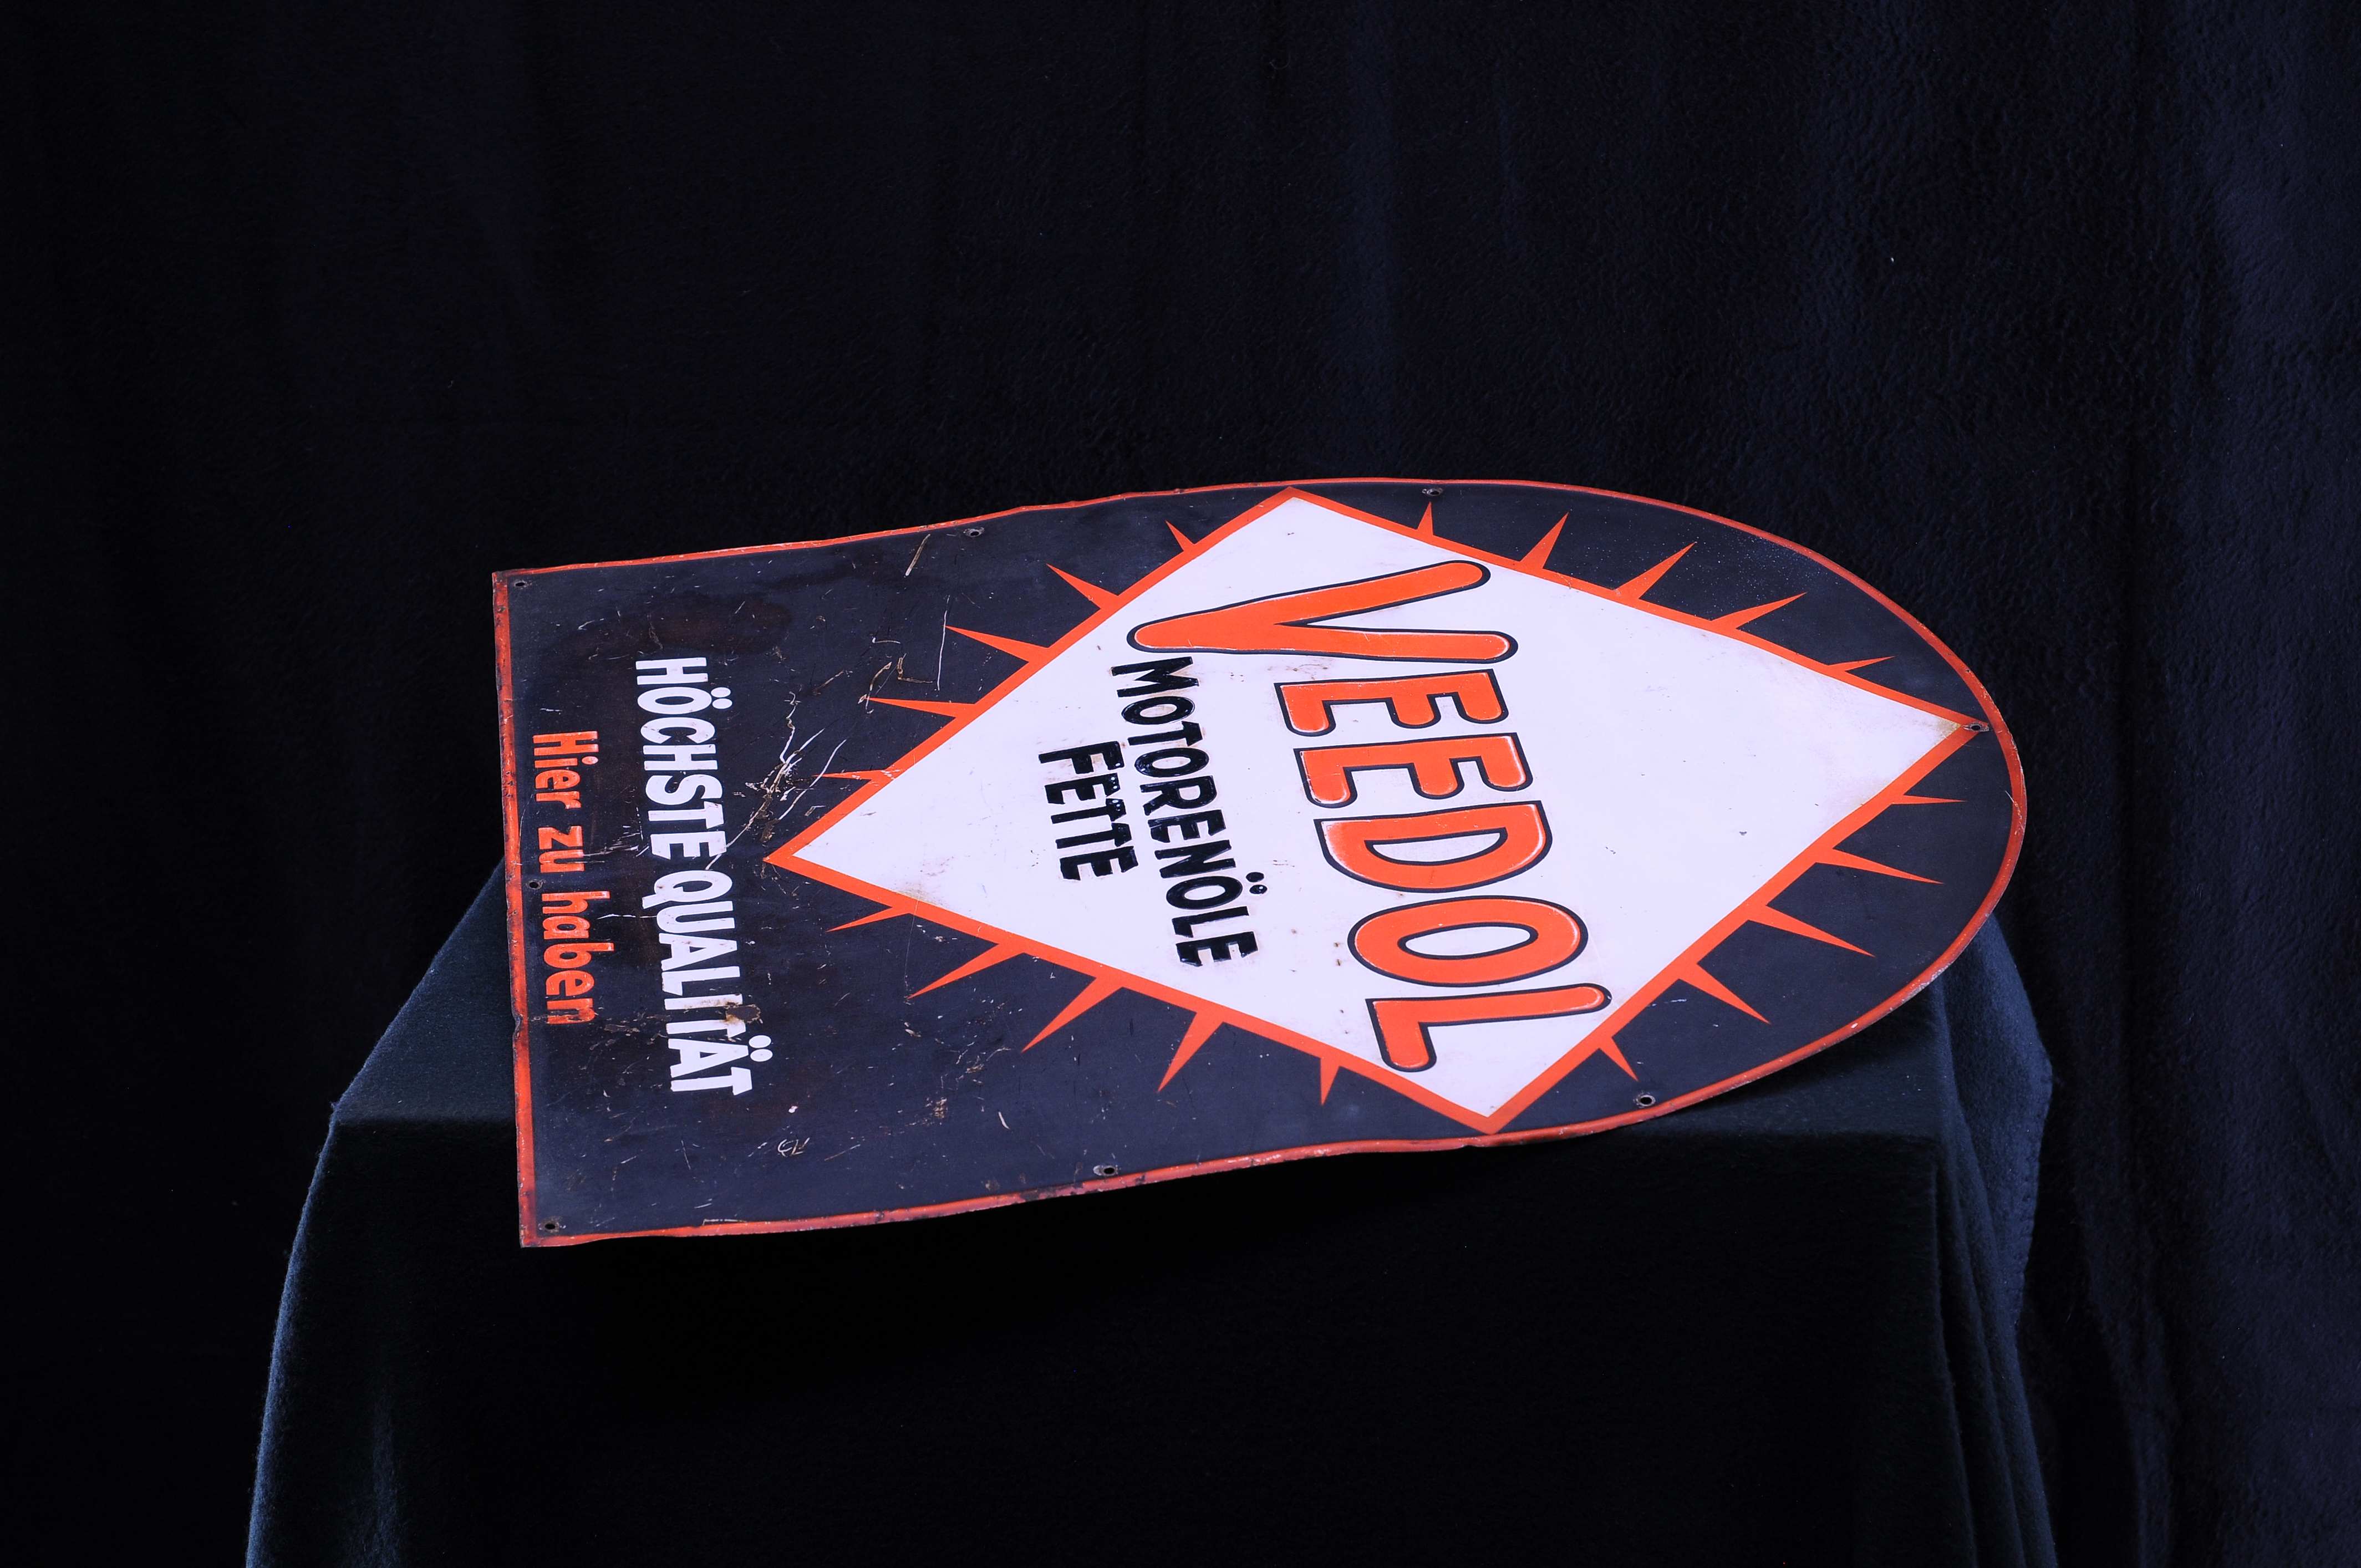 VEEDOL
MOTORENÖLE
FETTE
HÖCHSTE QUALITÄT
Hier zu haben